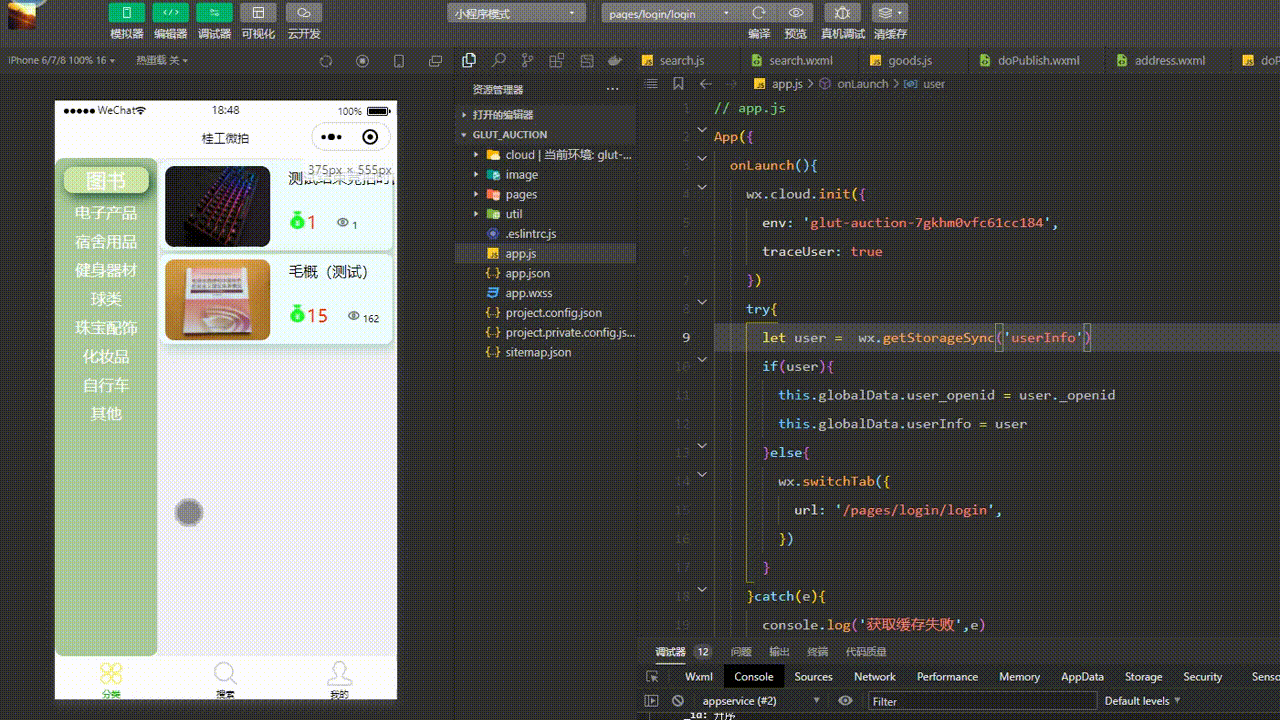 小程序模式
pages/login/login
模拟器 编辑器 调试器 可视化 云开发
编译 预览 真机调试 清缓存
iPhone 6/7/8 100% 16
热重载 关
search.js
search.wxml
goods.js
doPublish.wxml
address.wxml
doP
WeChat
18:48
100%
桂工微拍
375px × 555px
图书
电子产品
宿舍用品
健身器材
球类
珠宝配饰
化妆品
自行车
其他
1
1
毛概（测试）
15
162
分类
搜索
我的
资源管理器
打开的编辑器
GLUT_AUCTION
cloud | 当前环境: glut-...
image
pages
util
.eslintrc.js
app.js
app.json
app.wxss
project.config.json
project.private.config.js...
sitemap.json
app.js > onLaunch > user
1 // app.js
2 App({
3 onLaunch(){
4 wx.cloud.init({
5 env: 'glut-auction-7gkhm0vfc61cc184',
6 traceUser: true
7 })
8 try{
9 let user =  wx.getStorageSync('userInfo')
10 if(user){
11 this.globalData.user_openid = user._openid
12 this.globalData.userInfo = user
13 }else{
14 wx.switchTab({
15 url: '/pages/login/login',
16 })
17 }
18 }catch(e){
19 console.log('获取缓存失败',e)
调试器 12 问题 输出 终端 代码质量
Wxml Console Sources Network Performance Memory AppData Storage Security Senso
appservice (#2)
Filter
Default levels